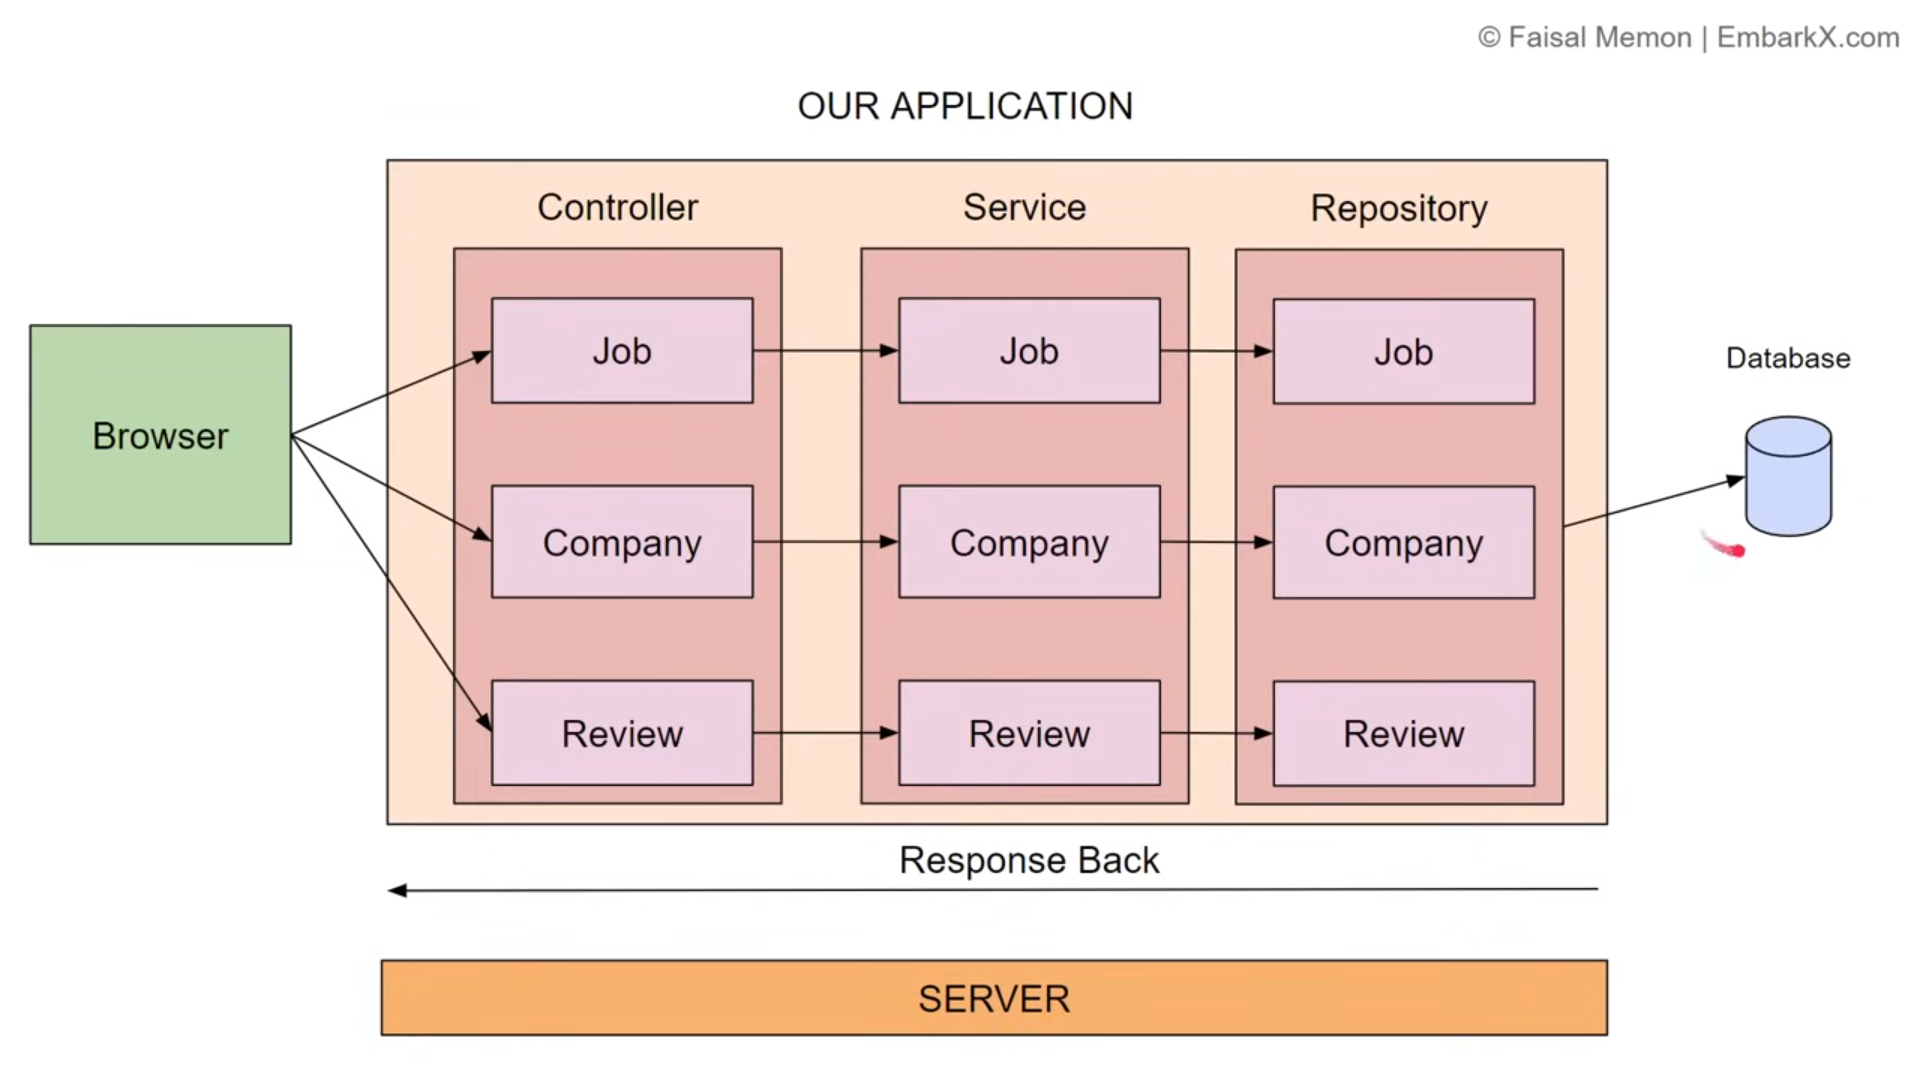 © Faisal Memon | EmbarkX.com
OUR APPLICATION
Controller
Service
Repository
Job
Job
Job
Browser
Database
Company
Company
Company
Review
Review
Review
Response Back
SERVER